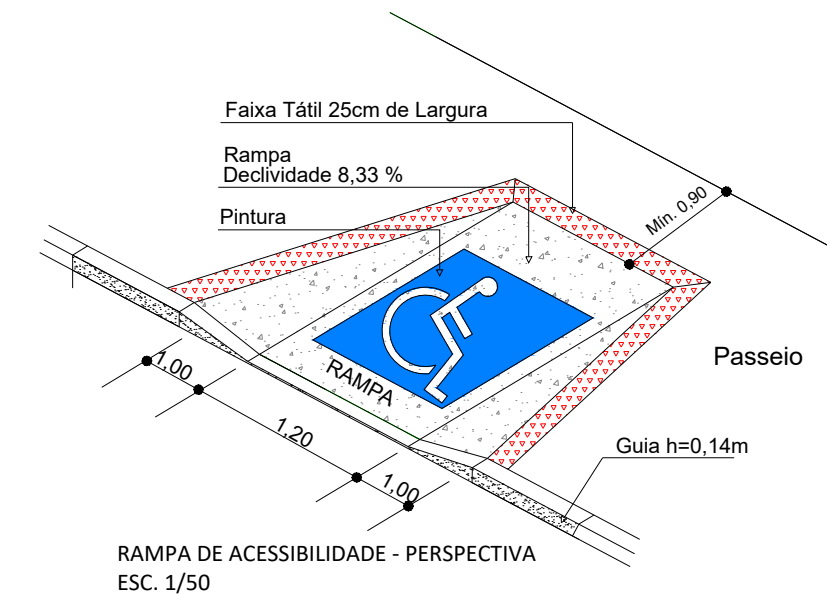 Faixa Tátil 25cm de Largura
Rampa
Declividade 8,33 %
Pintura
Mín. 0,90
Passeio
RAMPA
1,00
1,20
1,00
Guia h=0,14m
RAMPA DE ACESSIBILIDADE - PERSPECTIVA
ESC. 1/50